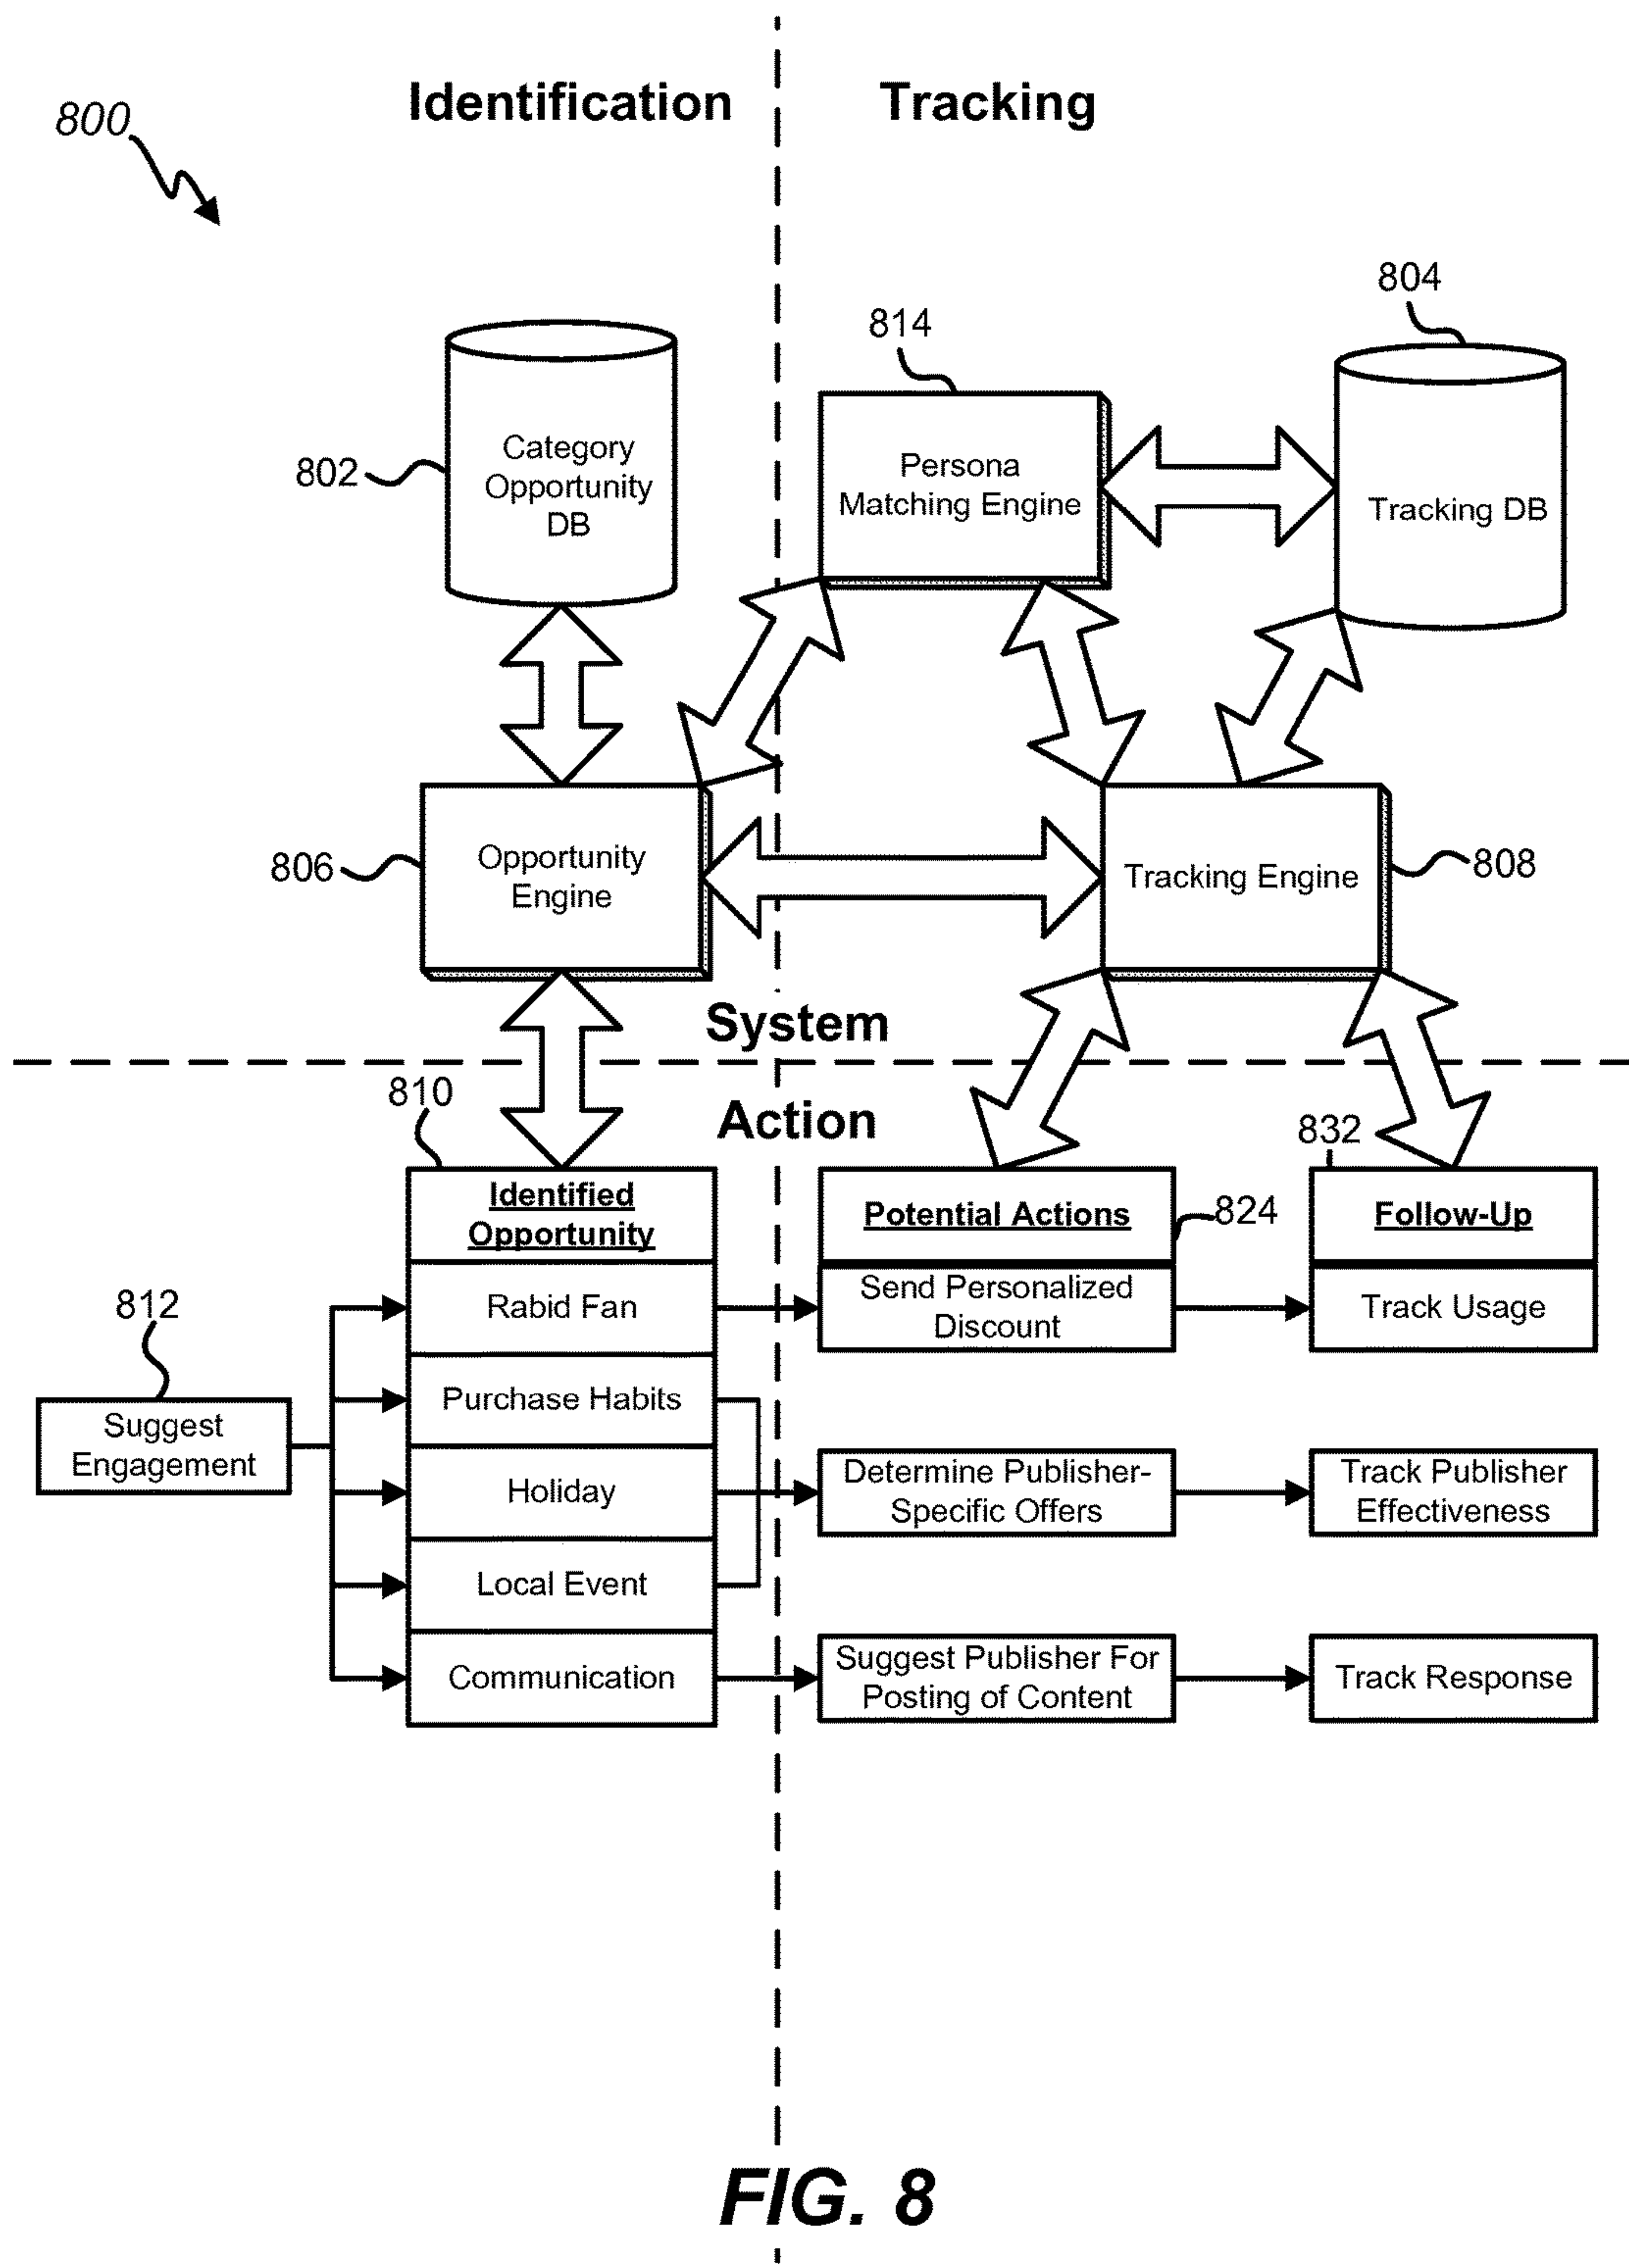 Identification
Tracking
800
804
814
Category
Opportunity
DB
802
Persona
Matching Engine
Tracking DB
Opportunity
Engine
806
Tracking Engine
808
System
Action
810
832
Identified
Opportunity
Potential Actions
824
Follow-Up
812
Rabid Fan
Send Personalized
Discount
Track Usage
Suggest
Engagement
Purchase Habits
Holiday
Determine Publisher-
Specific Offers
Track Publisher
Effectiveness
Local Event
Communication
Suggest Publisher For
Posting of Content
Track Response
FIG. 8